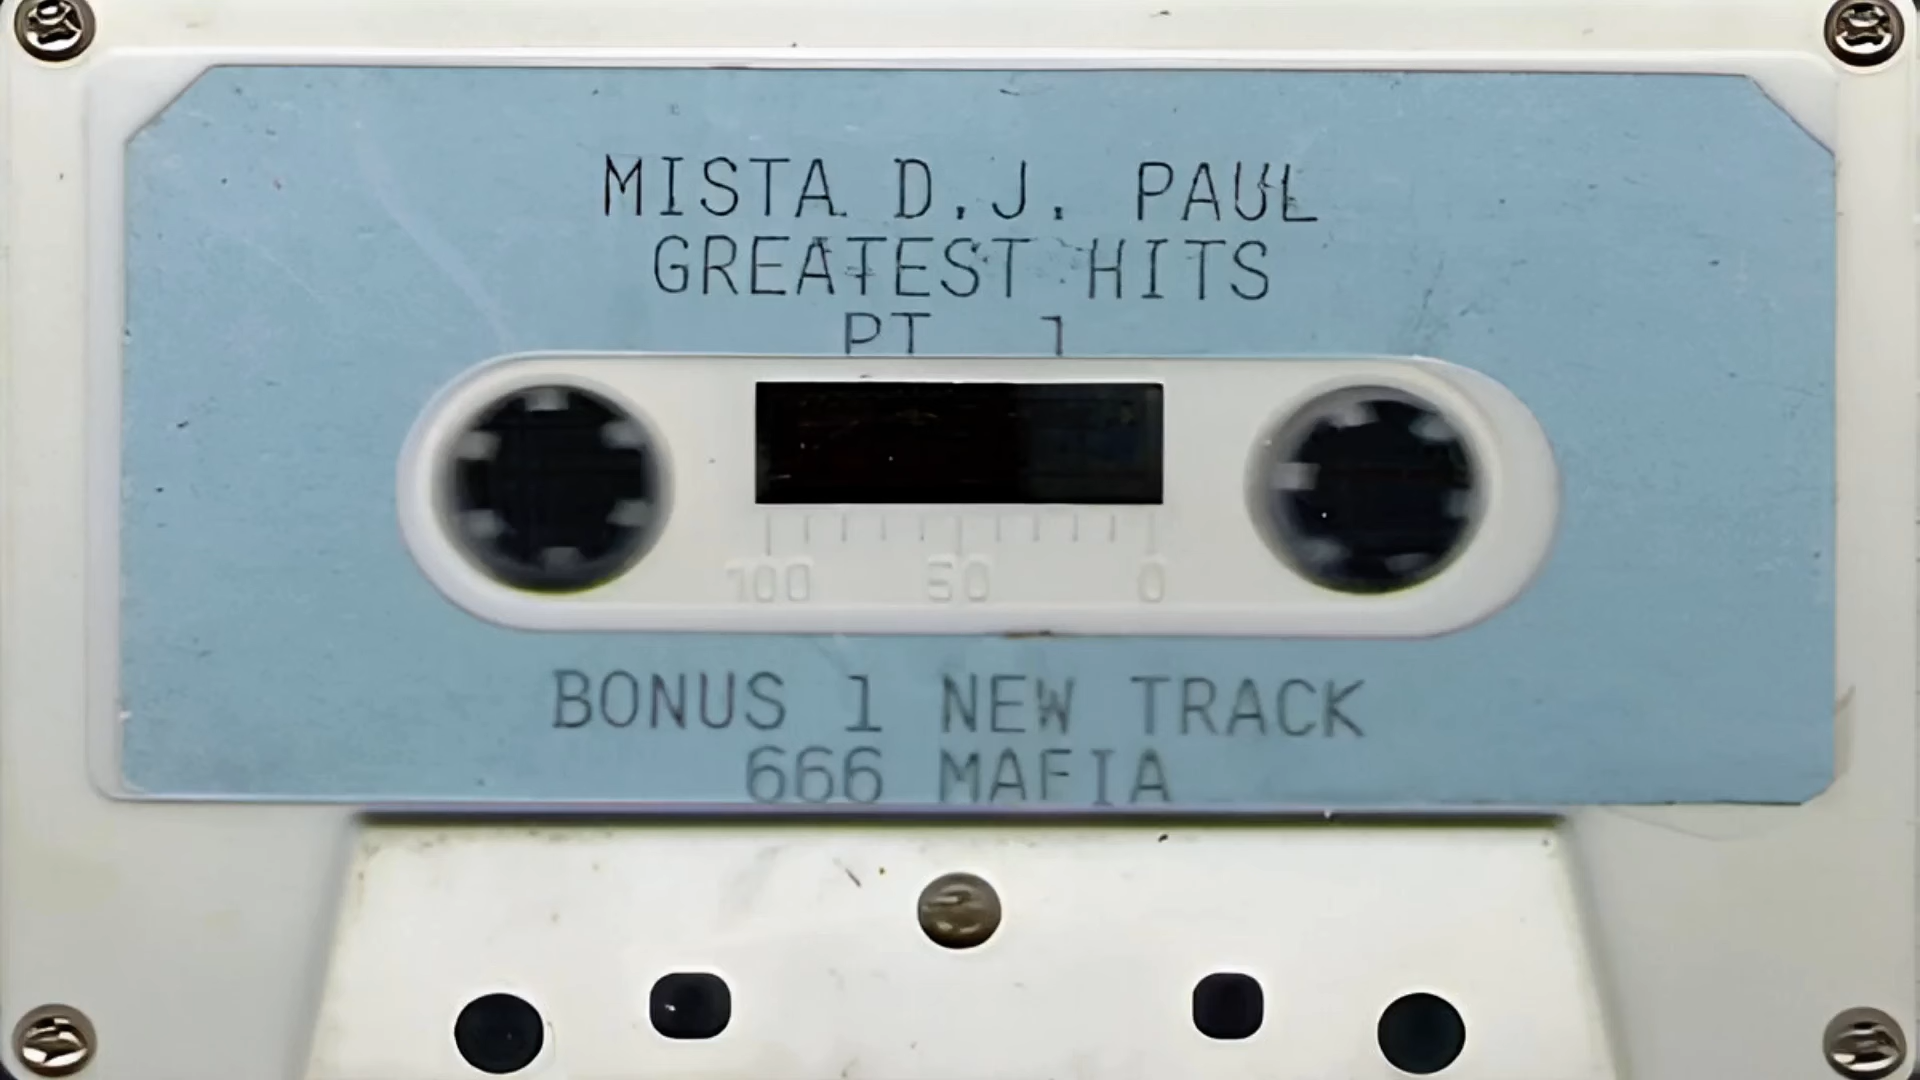 MISTA D.J. PAUL
GREATEST HITS
PT 1
100 50 0
BONUS 1 NEW TRACK
666 MAFIA